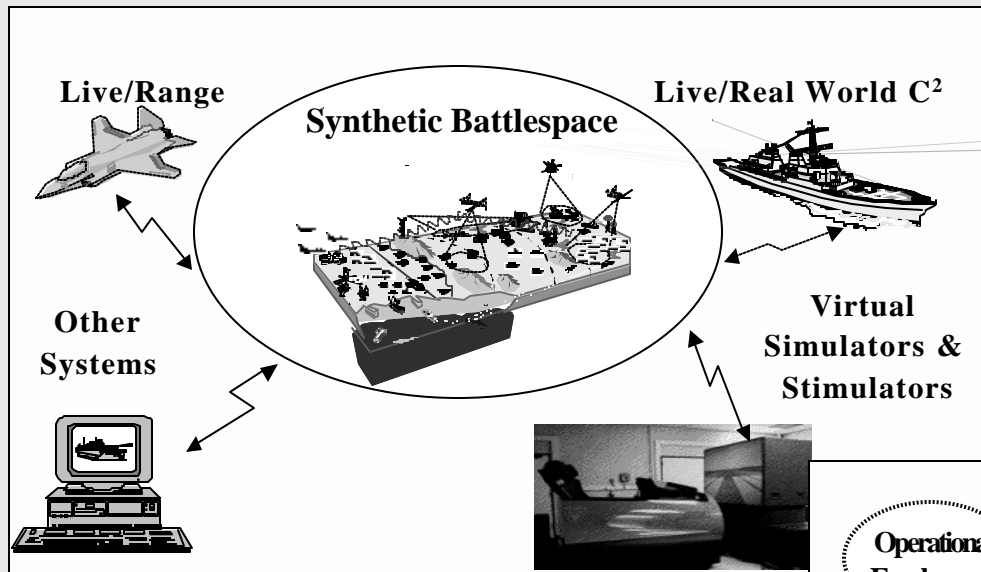 Live/Range
Live/Real World C²
Synthetic Battlespace
Other
Systems
Virtual
Simulators &
Stimulators